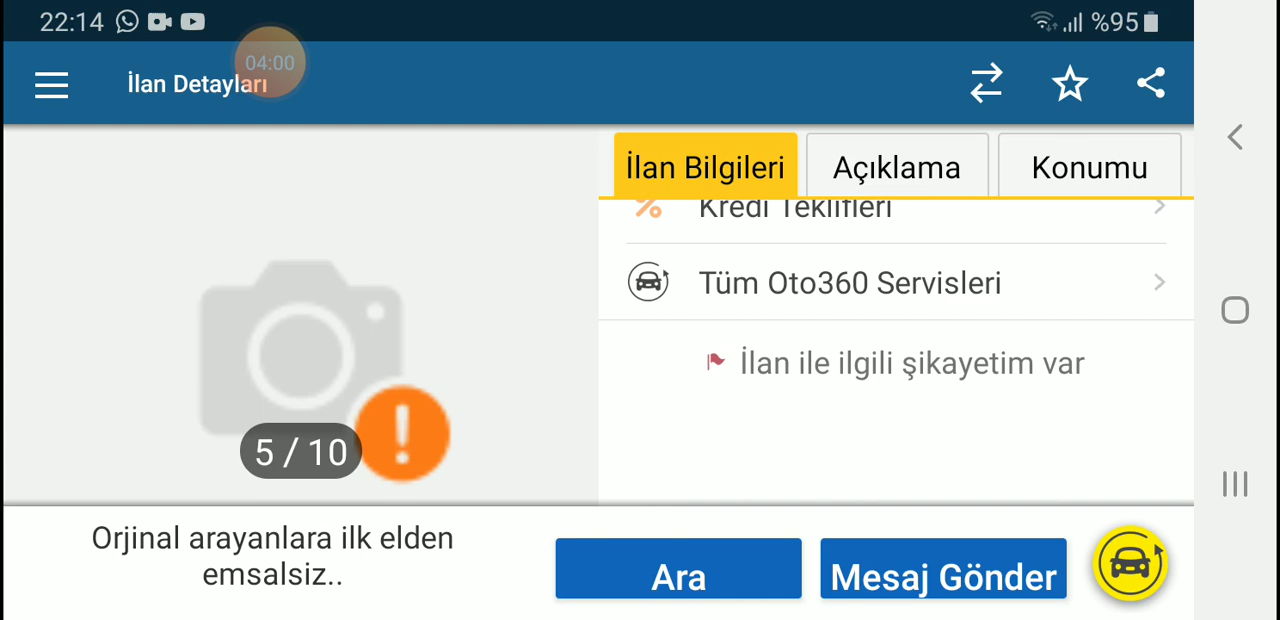 22:14
%95
04:00
İlan Detayları
İlan Bilgileri
Açıklama
Konumu
Kredi Teklifleri
Tüm Oto360 Servisleri
İlan ile ilgili şikayetim var
5 / 10
Orjinal arayanlara ilk elden
emsalsiz..
Ara
Mesaj Gönder